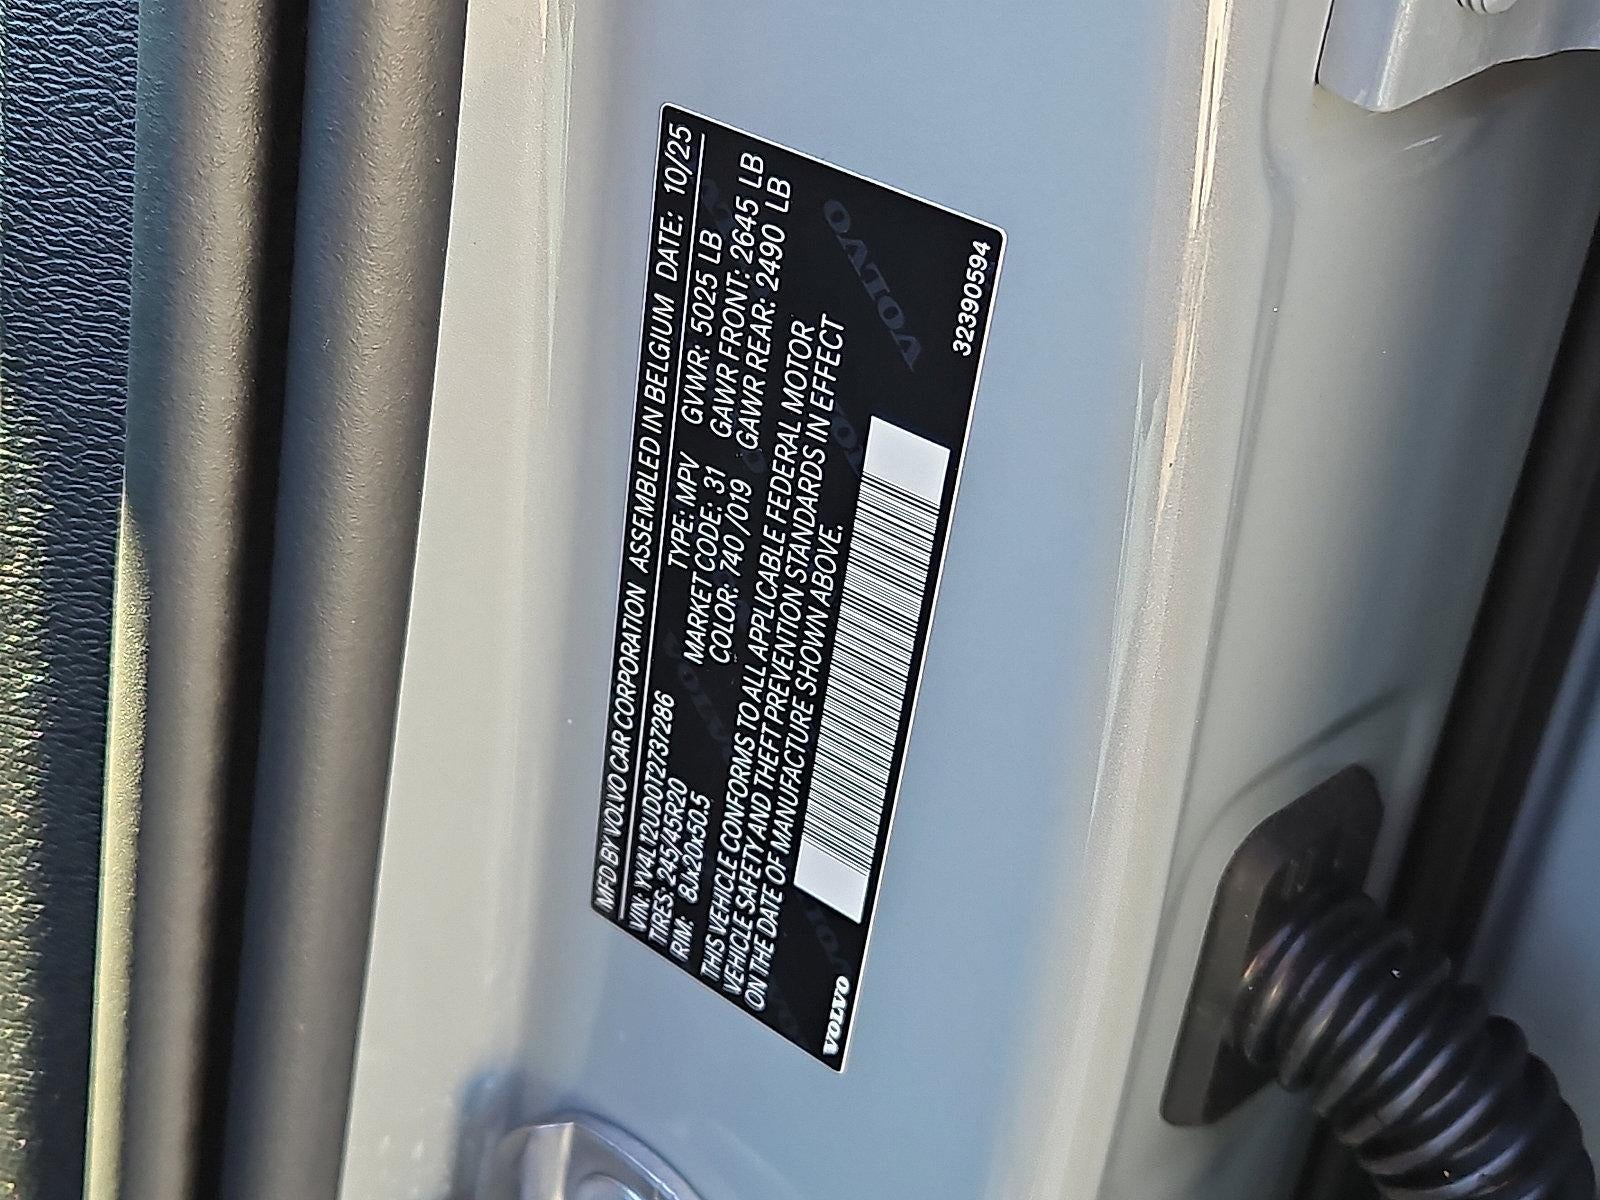 MFD BY VOLVO CAR CORPORATION ASSEMBLED IN BELGIUM DATE: 10/25
VIN: YV4L12UD0T2737286 TYPE: MPV GVWR: 5025 LB
TIRES: 245/45R20 MARKET CODE: 31 GAWR FRONT: 2645 LB
RIM: 8Jx20x50.5 COLOR: 740/019 GAWR REAR: 2490 LB
THIS VEHICLE CONFORMS TO ALL APPLICABLE FEDERAL MOTOR
VEHICLE SAFETY AND THEFT PREVENTION STANDARDS IN EFFECT
ON THE DATE OF MANUFACTURE SHOWN ABOVE.
VOLVO
32390594
VOLVO